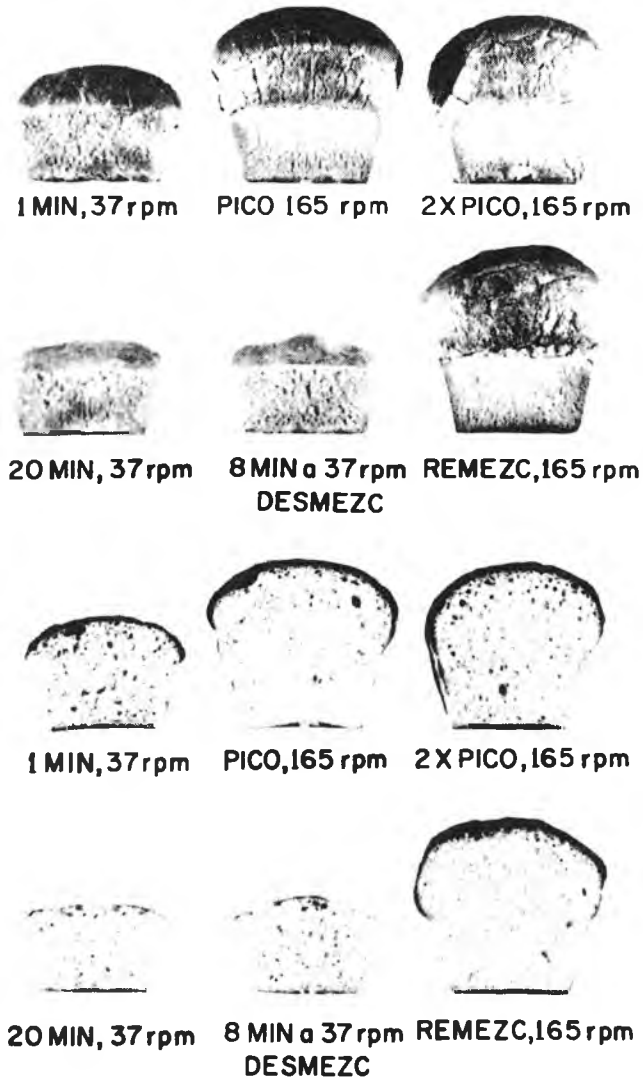 1 MIN, 37 rpm PICO 165 rpm 2X PICO, 165 rpm
20 MIN, 37 rpm 8 MIN a 37 rpm REMEZC, 165 rpm
DESMEZC
1 MIN, 37 rpm PICO, 165 rpm 2X PICO, 165 rpm
20 MIN, 37 rpm 8 MIN a 37 rpm REMEZC, 165 rpm
DESMEZC